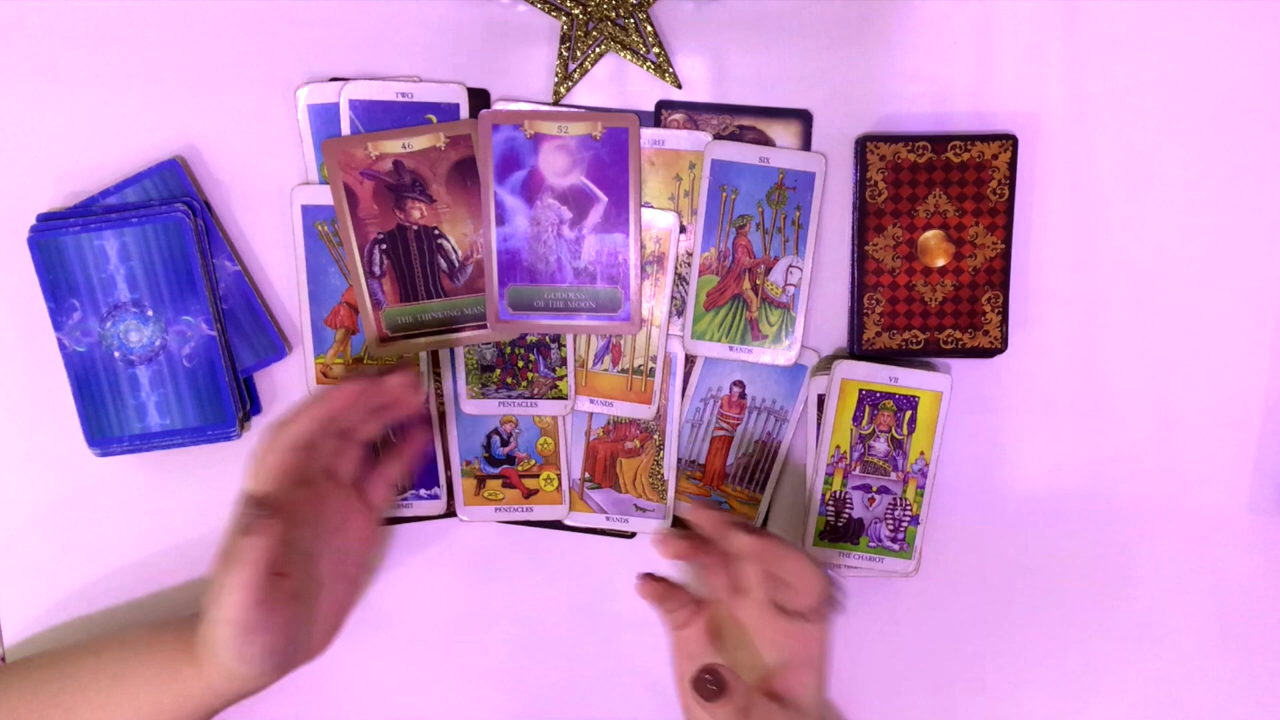 TWO
46
52
SIX
THE THINKING MAN
GODDESS
OF THE MOON
WANDS
VII
PENTACLES
WANDS
PENTACLES
WANDS
THE CHARIOT